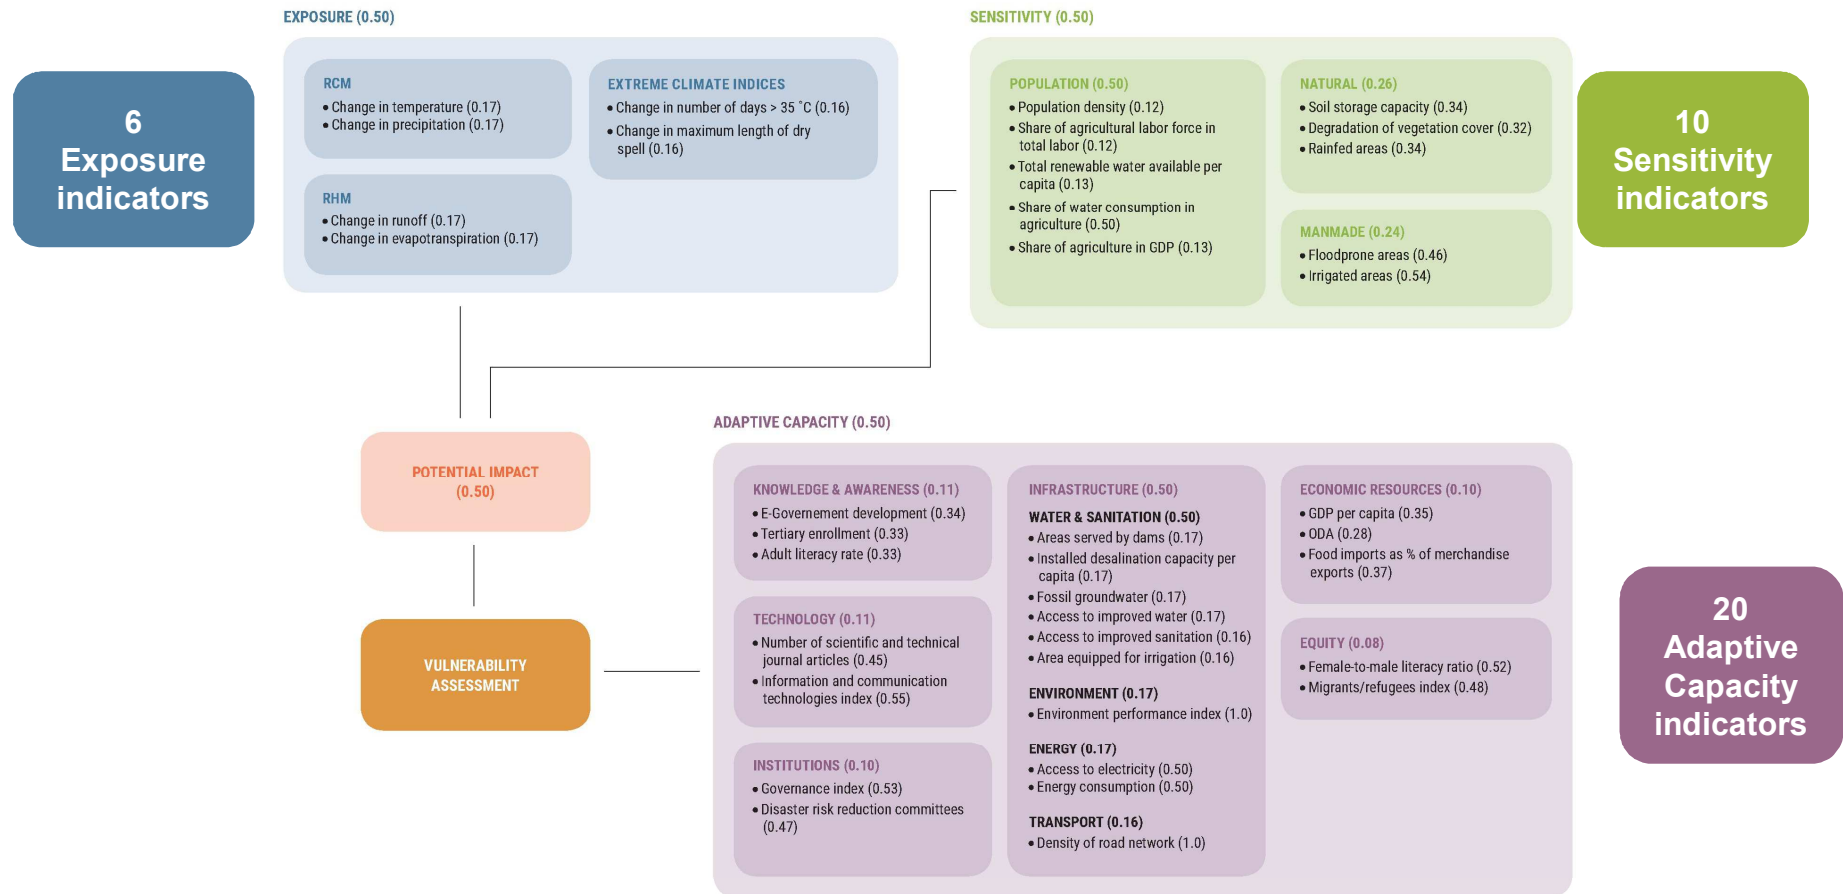 EXPOSURE (0.50)
6
Exposure
indicators
RCM
• Change in temperature (0.17)
• Change in precipitation (0.17)
EXTREME CLIMATE INDICES
• Change in number of days > 35 ˚C (0.16)
• Change in maximum length of dry
spell (0.16)
RHM
• Change in runoff (0.17)
• Change in evapotranspiration (0.17)
SENSITIVITY (0.50)
POPULATION (0.50)
• Population density (0.12)
• Share of agricultural labor force in
total labor (0.12)
• Total renewable water available per
capita (0.13)
• Share of water consumption in
agriculture (0.50)
• Share of agriculture in GDP (0.13)
NATURAL (0.26)
• Soil storage capacity (0.34)
• Degradation of vegetation cover (0.32)
• Rainfed areas (0.34)
MANMADE (0.24)
• Floodprone areas (0.46)
• Irrigated areas (0.54)
10
Sensitivity
indicators
POTENTIAL IMPACT
(0.50)
VULNERABILITY
ASSESSMENT
ADAPTIVE CAPACITY (0.50)
KNOWLEDGE & AWARENESS (0.11)
• E-Governement development (0.34)
• Tertiary enrollment (0.33)
• Adult literacy rate (0.33)
TECHNOLOGY (0.11)
• Number of scientific and technical
journal articles (0.45)
• Information and communication
technologies index (0.55)
INSTITUTIONS (0.10)
• Governance index (0.53)
• Disaster risk reduction committees
(0.47)
INFRASTRUCTURE (0.50)
WATER & SANITATION (0.50)
• Areas served by dams (0.17)
• Installed desalination capacity per
capita (0.17)
• Fossil groundwater (0.17)
• Access to improved water (0.17)
• Access to improved sanitation (0.16)
• Area equipped for irrigation (0.16)
ENVIRONMENT (0.17)
• Environment performance index (1.0)
ENERGY (0.17)
• Access to electricity (0.50)
• Energy consumption (0.50)
TRANSPORT (0.16)
• Density of road network (1.0)
ECONOMIC RESOURCES (0.10)
• GDP per capita (0.35)
• ODA (0.28)
• Food imports as % of merchandise
exports (0.37)
EQUITY (0.08)
• Female-to-male literacy ratio (0.52)
• Migrants/refugees index (0.48)
20
Adaptive
Capacity
indicators